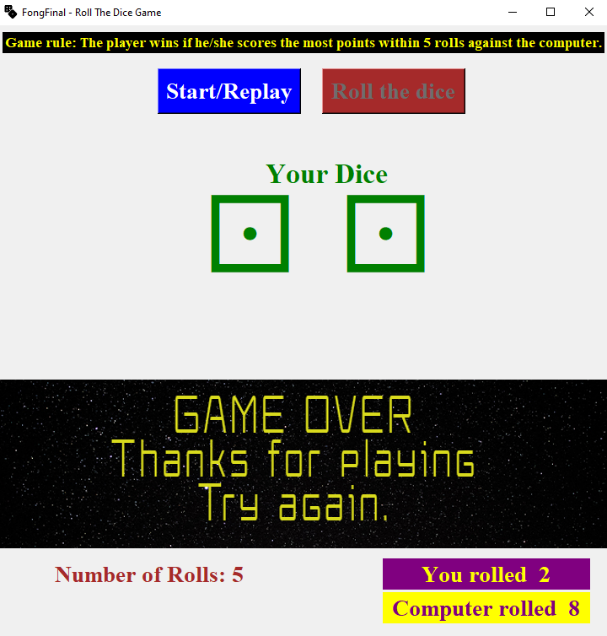 FongFinal - Roll The Dice Game
Game rule: The player wins if he/she scores the most points within 5 rolls against the computer.
Start/Replay
Roll the dice
Your Dice
GAME OVER
Thanks for playing
Try again.
Number of Rolls: 5
You rolled 2
Computer rolled 8